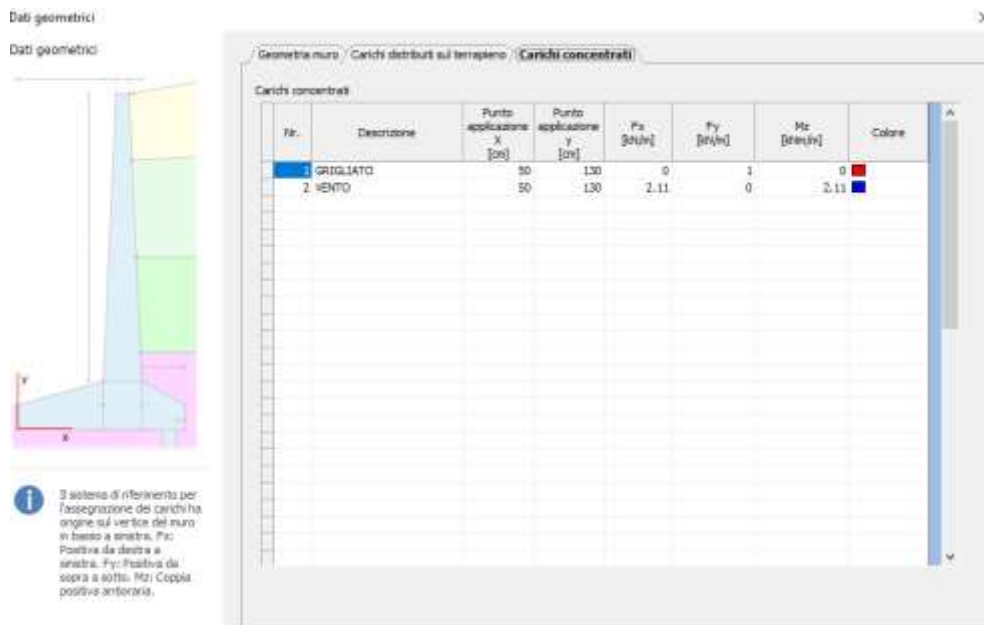 Dati geometrici
Dati geometrici
Geometria muro / Carichi distribuiti sul terrapieno / Carichi concentrati
Carichi concentrati
Nr. Descrizione Punto applicazione X [cm] Punto applicazione y [cm] Fx [kN/m] Fy [kN/m] Mz [kNm/m] Colore
1 GRIGLIATO 50 130 0 1 0
2 VENTO 50 130 2.11 0 2.11
Y
X
Il sistema di riferimento per
l'assegnazione dei carichi ha
origine sul vertice del muro
in basso a sinistra. Fx:
Positiva da destra a
sinistra. Fy: Positiva da
sopra a sotto. Mz: Coppia
positiva antioraria.